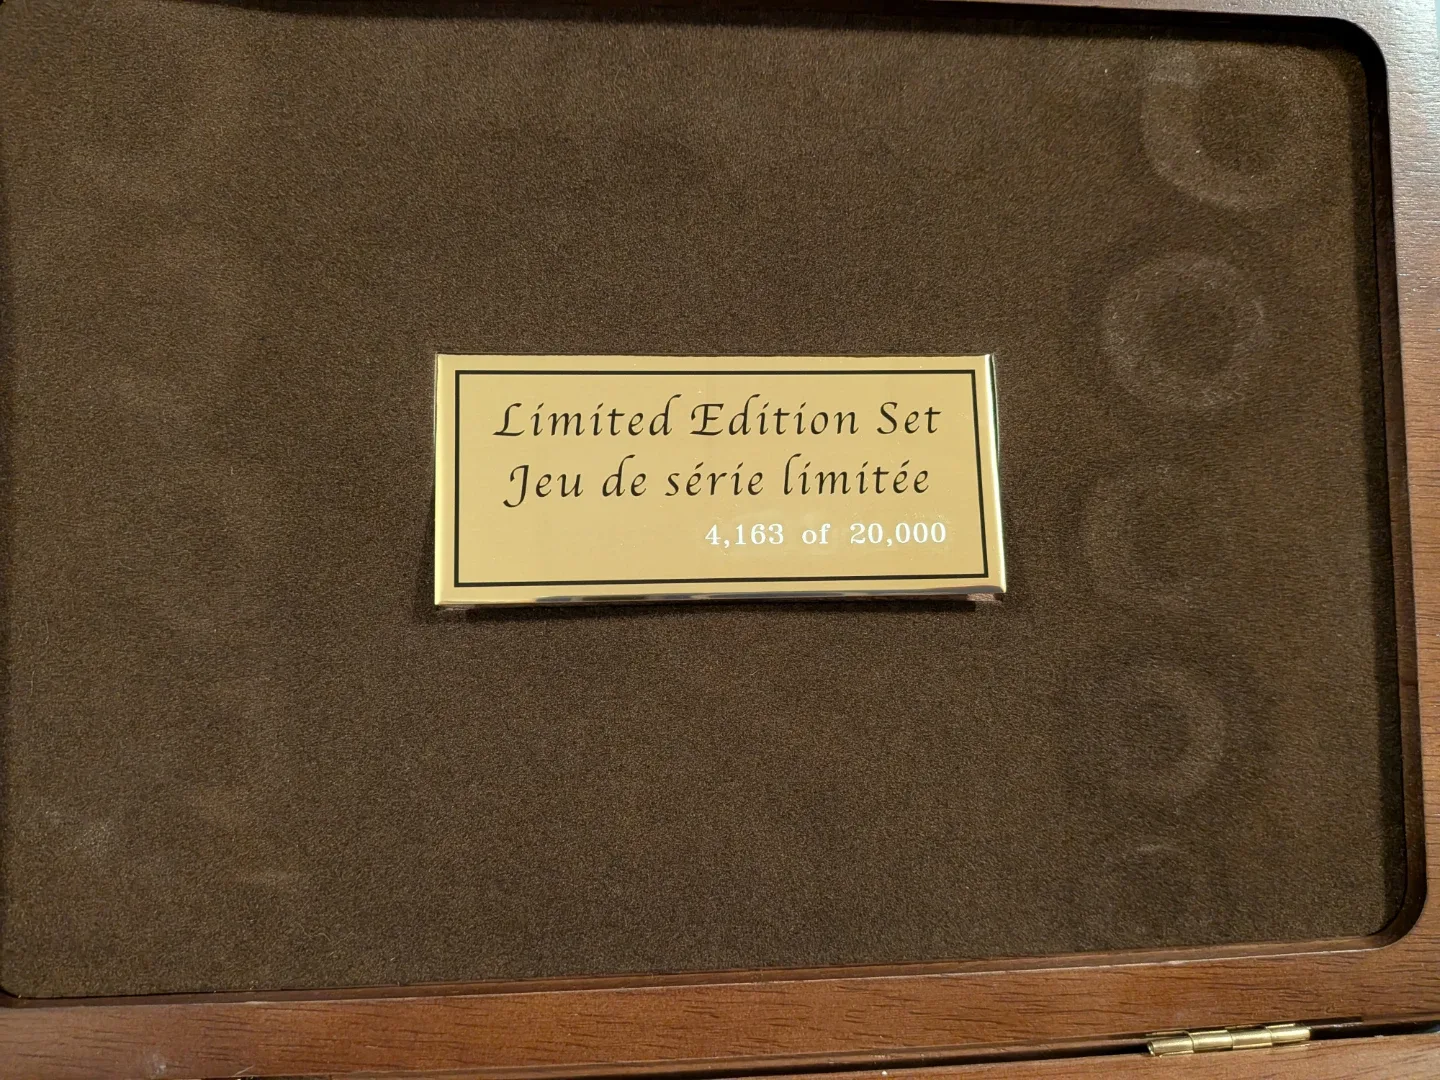 Limited Edition Set
Jeu de série limitée
4,163 of 20,000